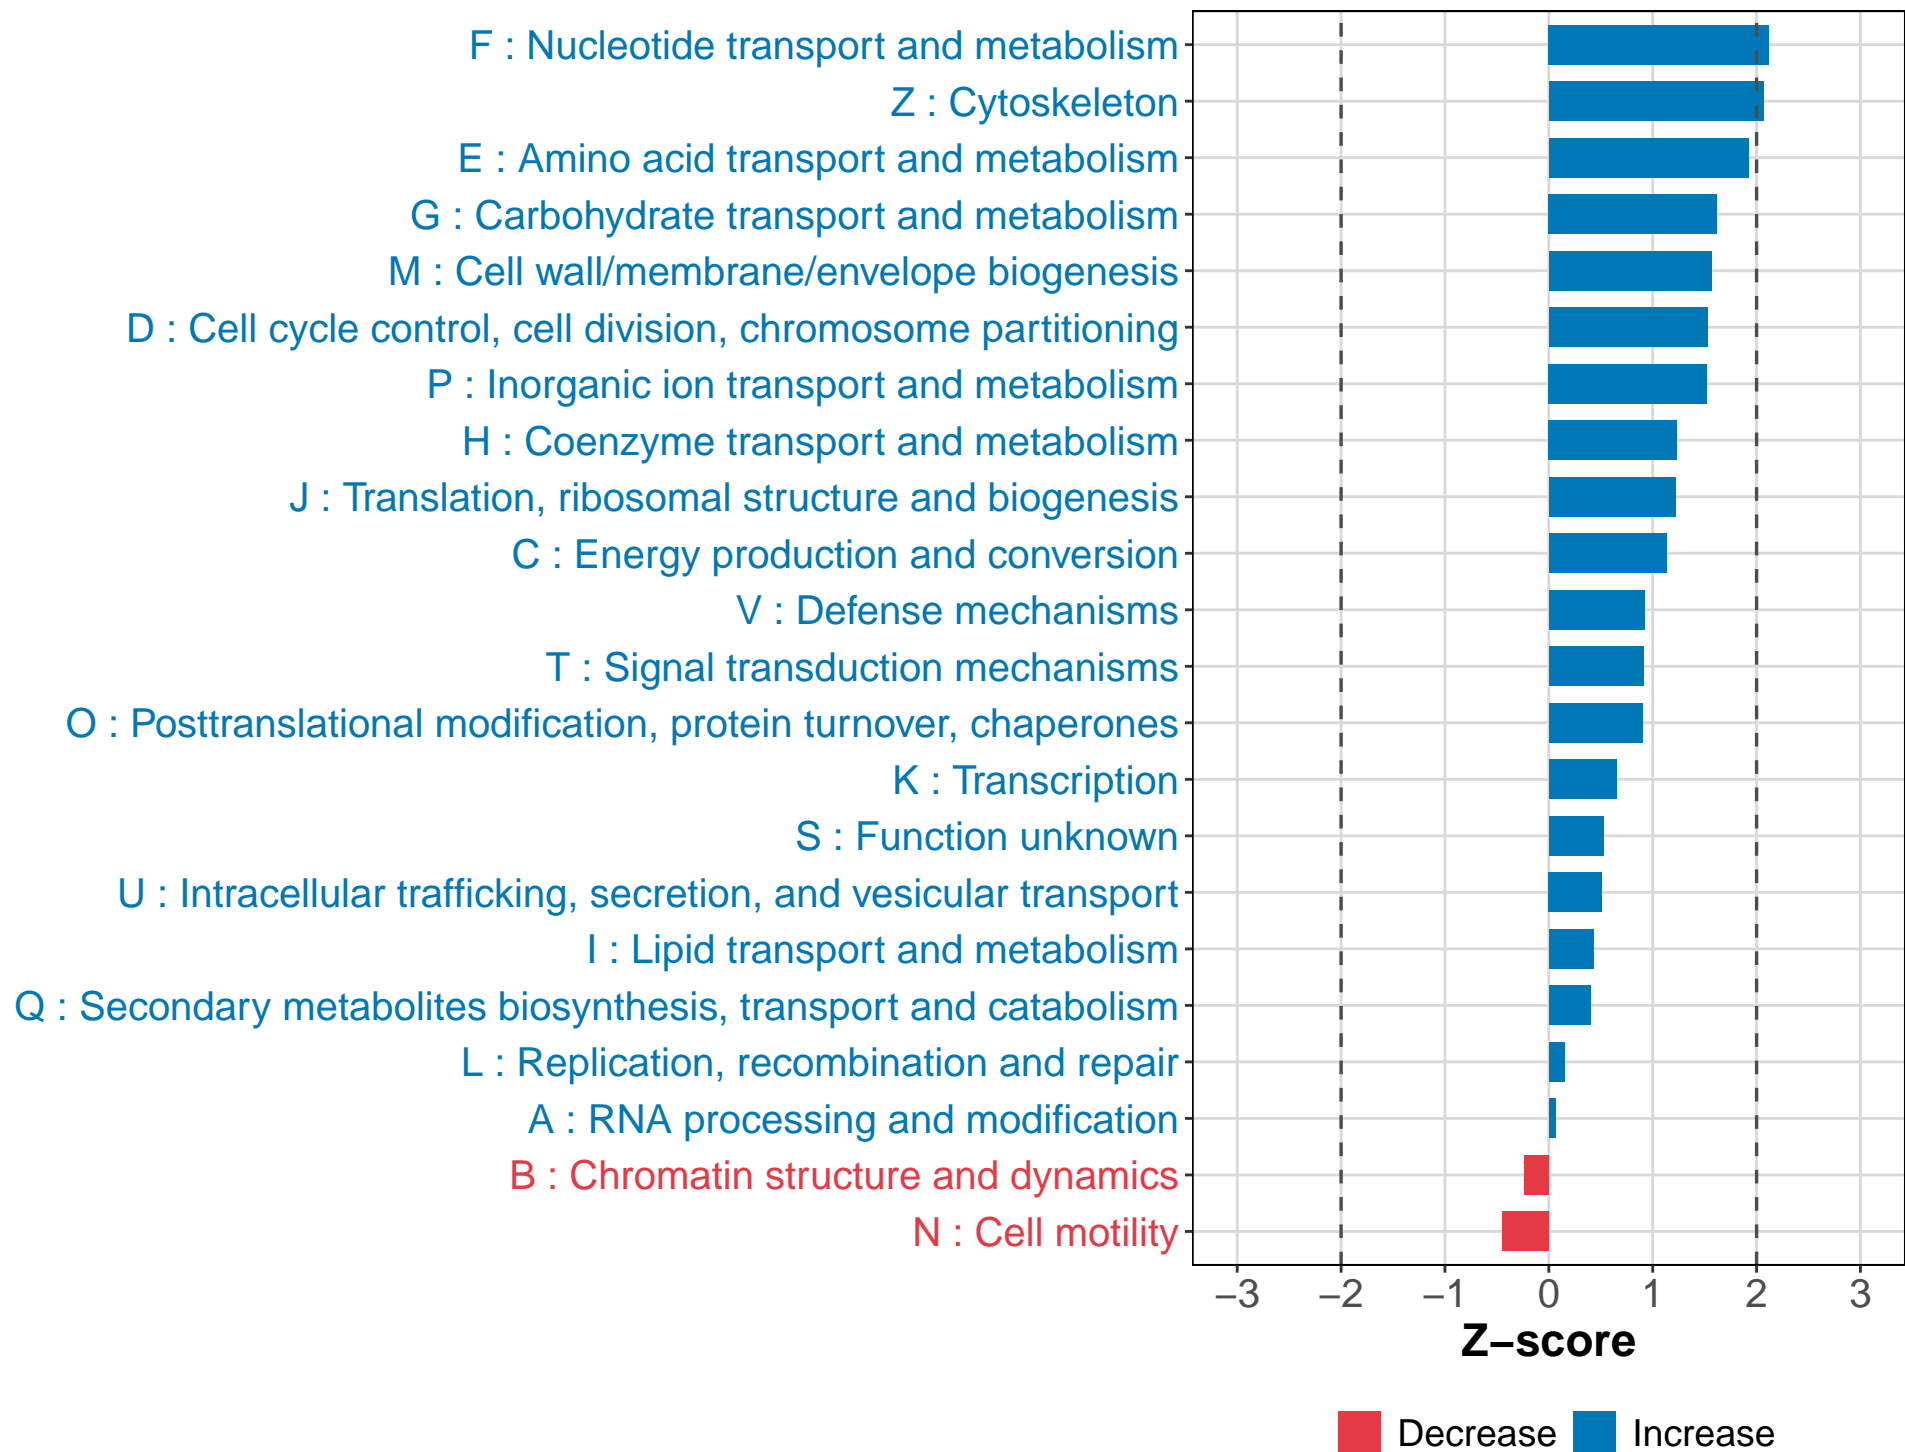 F : Nucleotide transport and metabolism
Z : Cytoskeleton
E : Amino acid transport and metabolism
G : Carbohydrate transport and metabolism
M : Cell wall/membrane/envelope biogenesis
D : Cell cycle control, cell division, chromosome partitioning
P : Inorganic ion transport and metabolism
H : Coenzyme transport and metabolism
J : Translation, ribosomal structure and biogenesis
C : Energy production and conversion
V : Defense mechanisms
T : Signal transduction mechanisms
O : Posttranslational modification, protein turnover, chaperones
K : Transcription
S : Function unknown
U : Intracellular trafficking, secretion, and vesicular transport
I : Lipid transport and metabolism
Q : Secondary metabolites biosynthesis, transport and catabolism
L : Replication, recombination and repair
A : RNA processing and modification
B : Chromatin structure and dynamics
N : Cell motility
−3 −2 −1 0 1 2 3
Z−score
Decrease Increase